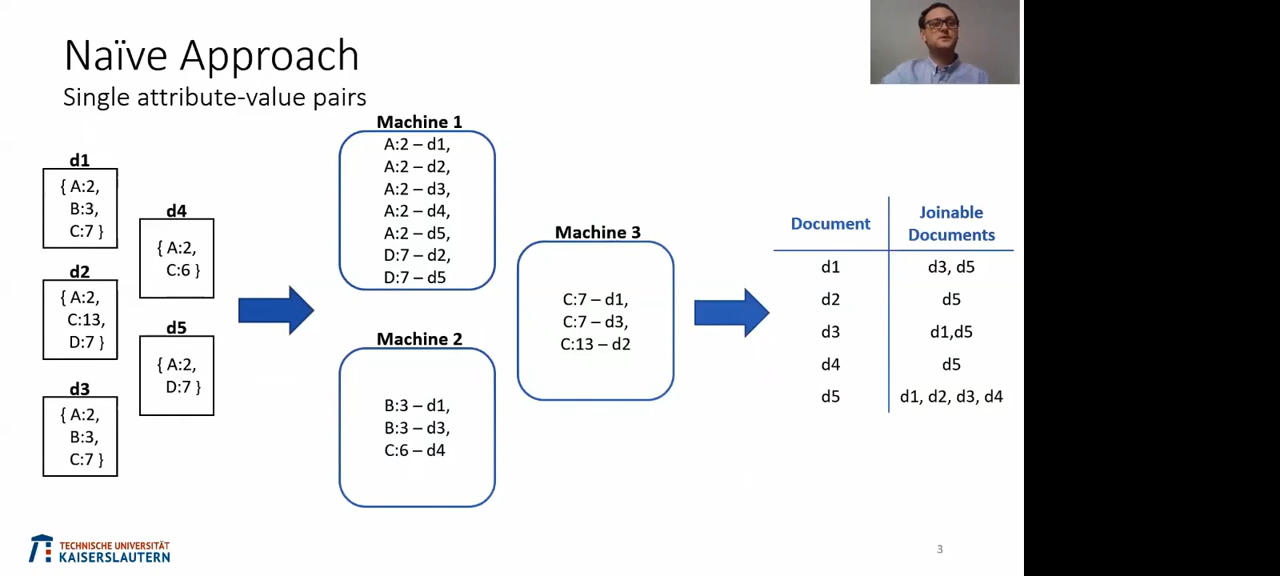 Naïve Approach
Single attribute-value pairs
d1
{ A:2,
B:3,
C:7 }
d2
{ A:2,
C:13,
D:7 }
d3
{ A:2,
B:3,
C:7 }
d4
{ A:2,
C:6 }
d5
{ A:2,
D:7 }
Machine 1
A:2 – d1,
A:2 – d2,
A:2 – d3,
A:2 – d4,
A:2 – d5,
D:7 – d2,
D:7 – d5
Machine 2
B:3 – d1,
B:3 – d3,
C:6 – d4
Machine 3
C:7 – d1,
C:7 – d3,
C:13 – d2
Document Joinable
Documents
d1 d3, d5
d2 d5
d3 d1,d5
d4 d5
d5 d1, d2, d3, d4
TECHNISCHE UNIVERSITÄT
KAISERSLAUTERN
3